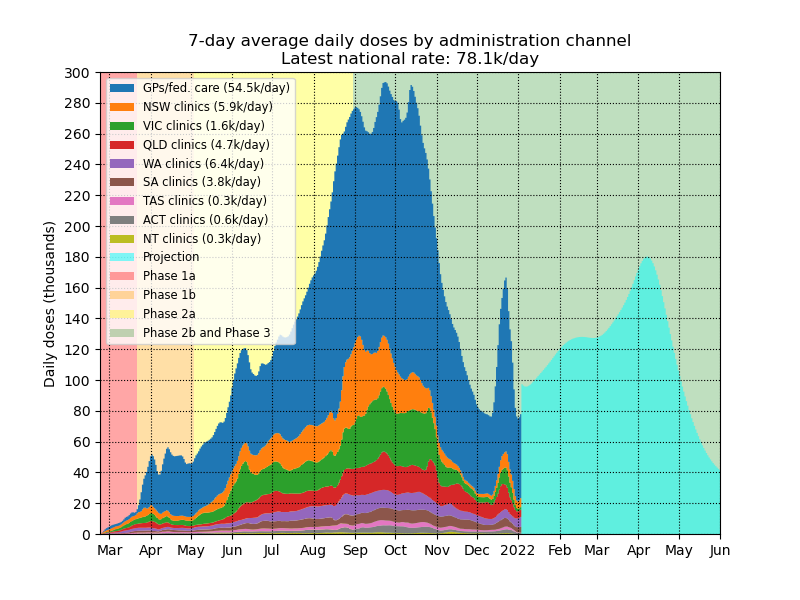 7-day average daily doses by administration channel
Latest national rate: 78.1k/day
Daily doses (thousands)
300
280
260
240
220
200
180
160
140
120
100
80
60
40
20
0
GPs/fed. care (54.5k/day)
NSW clinics (5.9k/day)
VIC clinics (1.6k/day)
QLD clinics (4.7k/day)
WA clinics (6.4k/day)
SA clinics (3.8k/day)
TAS clinics (0.3k/day)
ACT clinics (0.6k/day)
NT clinics (0.3k/day)
Projection
Phase 1a
Phase 1b
Phase 2a
Phase 2b and Phase 3
Mar Apr May Jun Jul Aug Sep Oct Nov Dec 2022 Feb Mar Apr May Jun